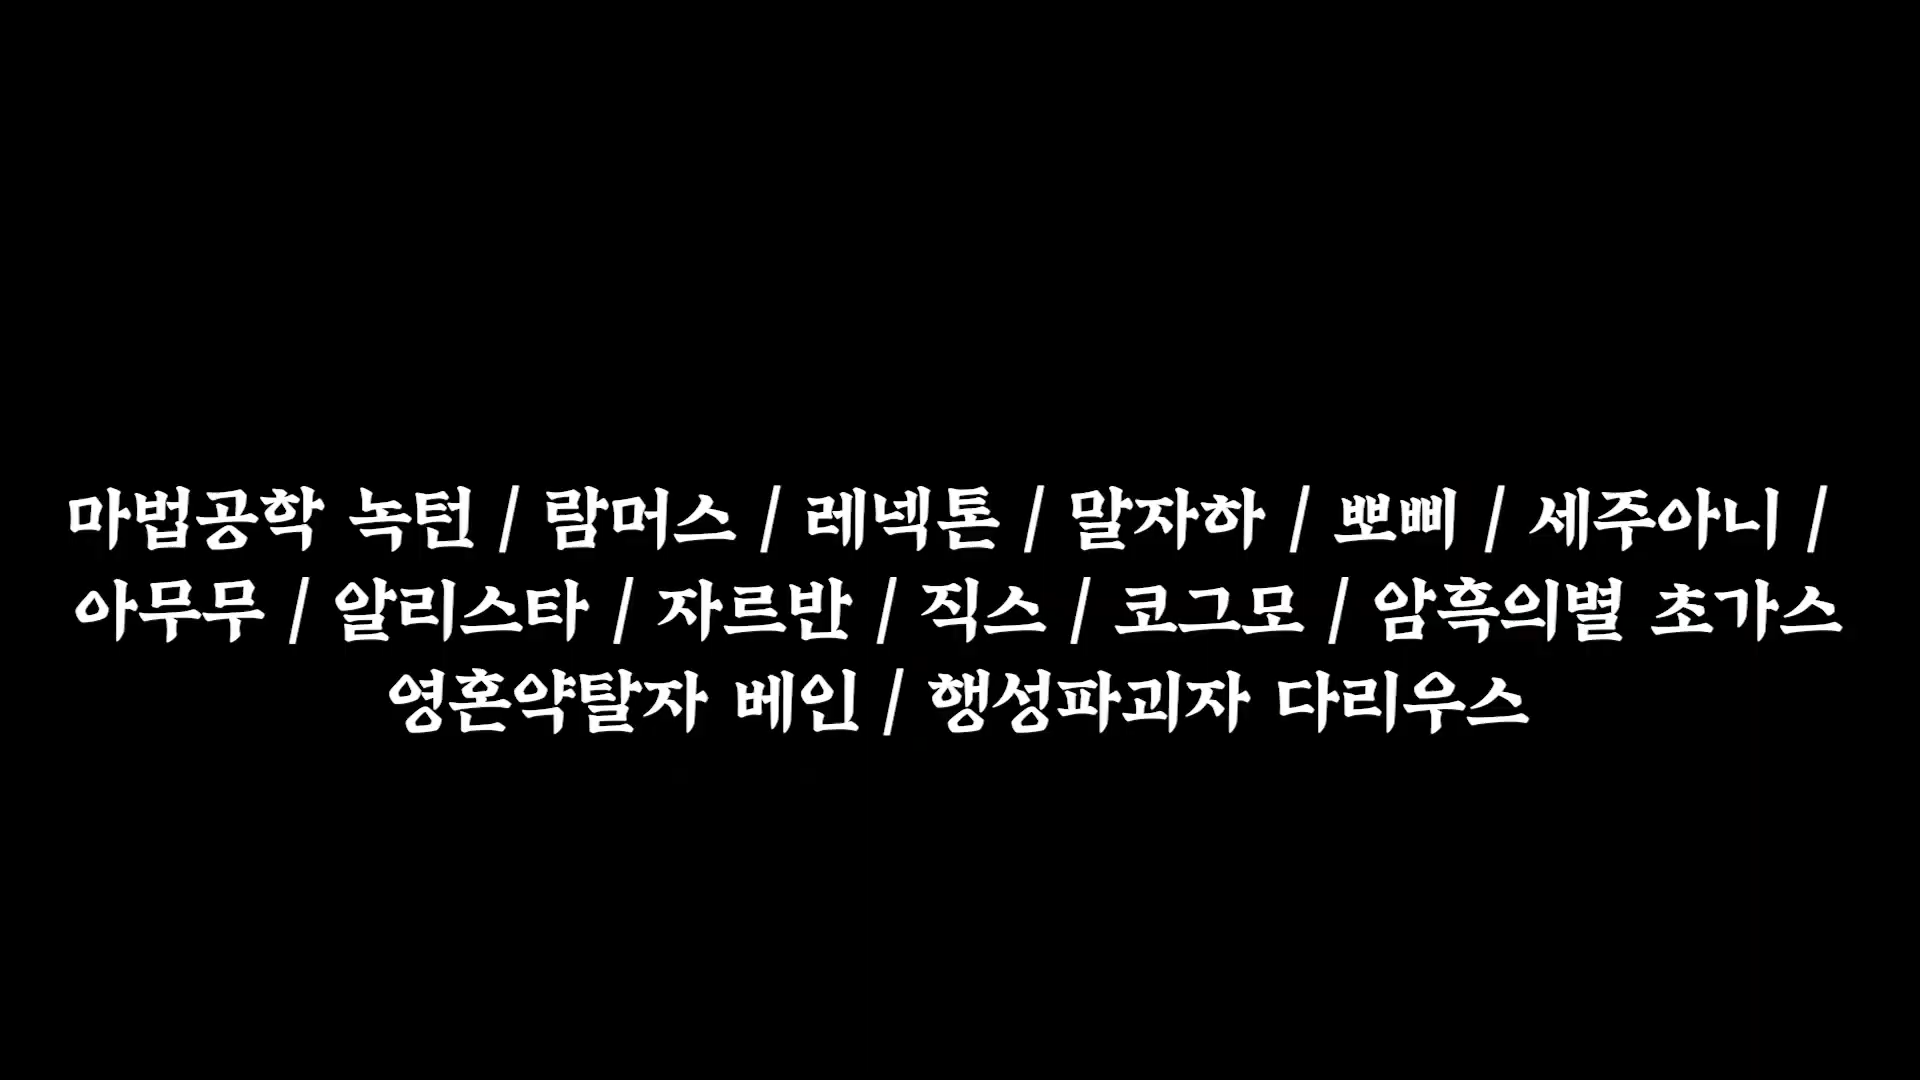 마법공학 녹턴 / 람머스 / 레넥톤 / 말자하 / 뽀삐 / 세주아니 /
아무무 / 알리스타 / 자르반 / 직스 / 코그모 / 암흑의별 초가스
영혼약탈자 베인 / 행성파괴자 다리우스